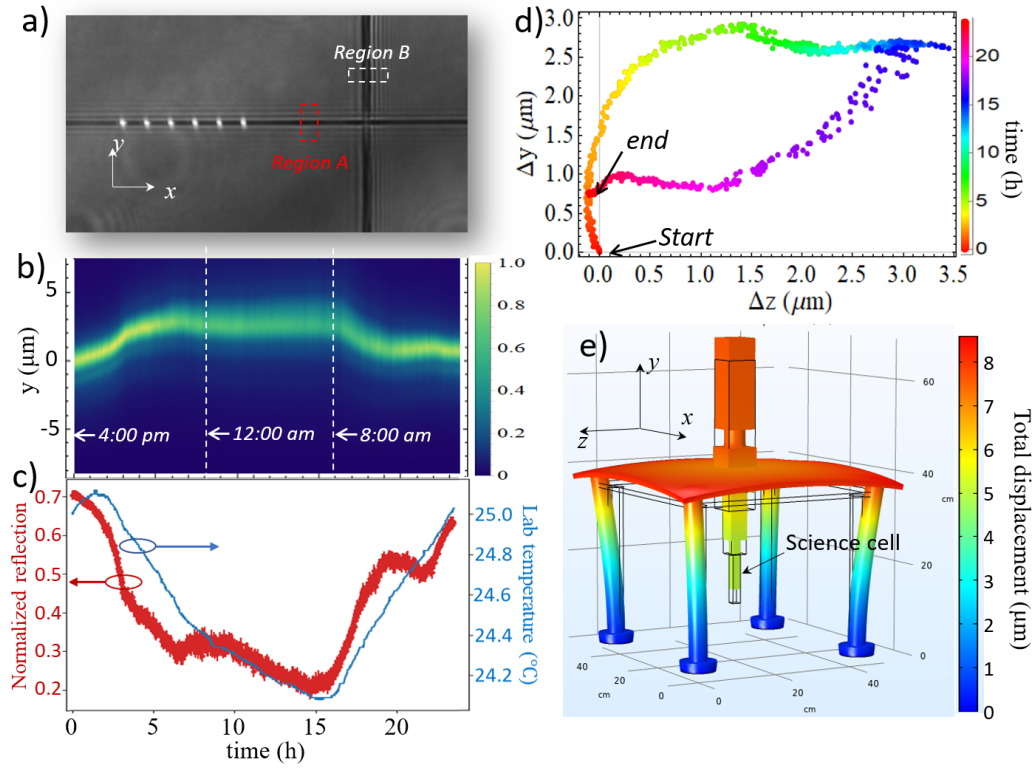 a)
Region B
Region A
y
x
b)
y (μm)
5
0
-5
4:00 pm
12:00 am
8:00 am
1.0
0.8
0.6
0.4
0.2
0
c)
Normalized reflection
0.7
0.6
0.5
0.4
0.3
0.2
Lab temperature (°C)
25.0
24.8
24.6
24.4
24.2
0 5 10 15 20
time (h)
d)
Δy (μm)
3.0
2.5
2.0
1.5
1.0
0.5
0.0
end
Start
0.0 0.5 1.0 1.5 2.0 2.5 3.0 3.5
Δz (μm)
20
15
10
5
0
time (h)
e)
y
z
x
Science cell
60
40
cm
20
0
40
20
cm
0
0
20
40
cm
8
7
6
5
4
3
2
1
0
Total displacement (μm)